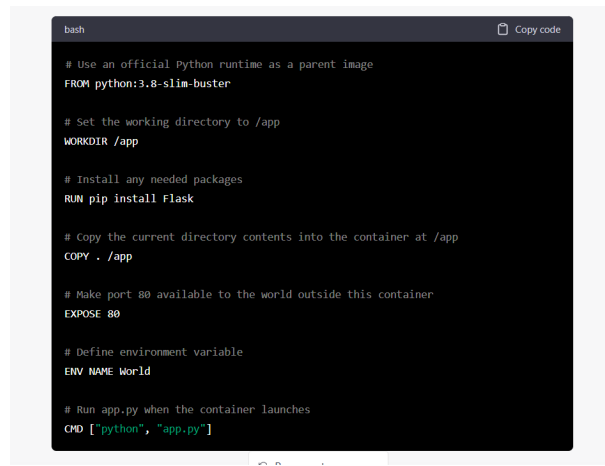 bash
Copy code
# Use an official Python runtime as a parent image
FROM python:3.8-slim-buster
# Set the working directory to /app
WORKDIR /app
# Install any needed packages
RUN pip install Flask
# Copy the current directory contents into the container at /app
COPY . /app
# Make port 80 available to the world outside this container
EXPOSE 80
# Define environment variable
ENV NAME World
# Run app.py when the container launches
CMD ["python", "app.py"]